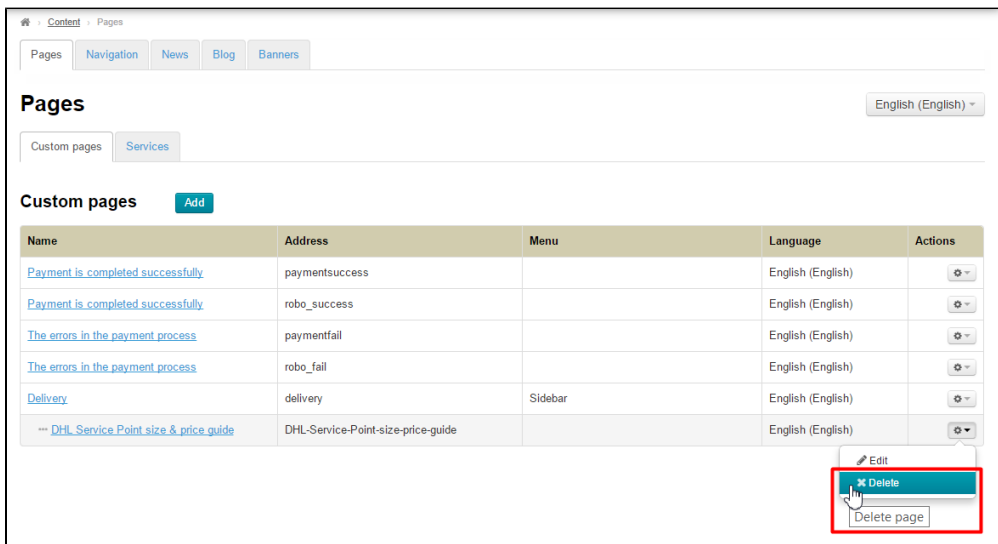 Content › Pages
Pages Navigation News Blog Banners
Pages English (English)
Custom pages Services
Custom pages Add
Name Address Menu Language Actions
Payment is completed successfully paymentsuccess English (English)
Payment is completed successfully robo_success English (English)
The errors in the payment process paymentfail English (English)
The errors in the payment process robo_fail English (English)
Delivery delivery Sidebar English (English)
DHL Service Point size & price guide DHL-Service-Point-size-price-guide English (English)
Edit
Delete
Delete page